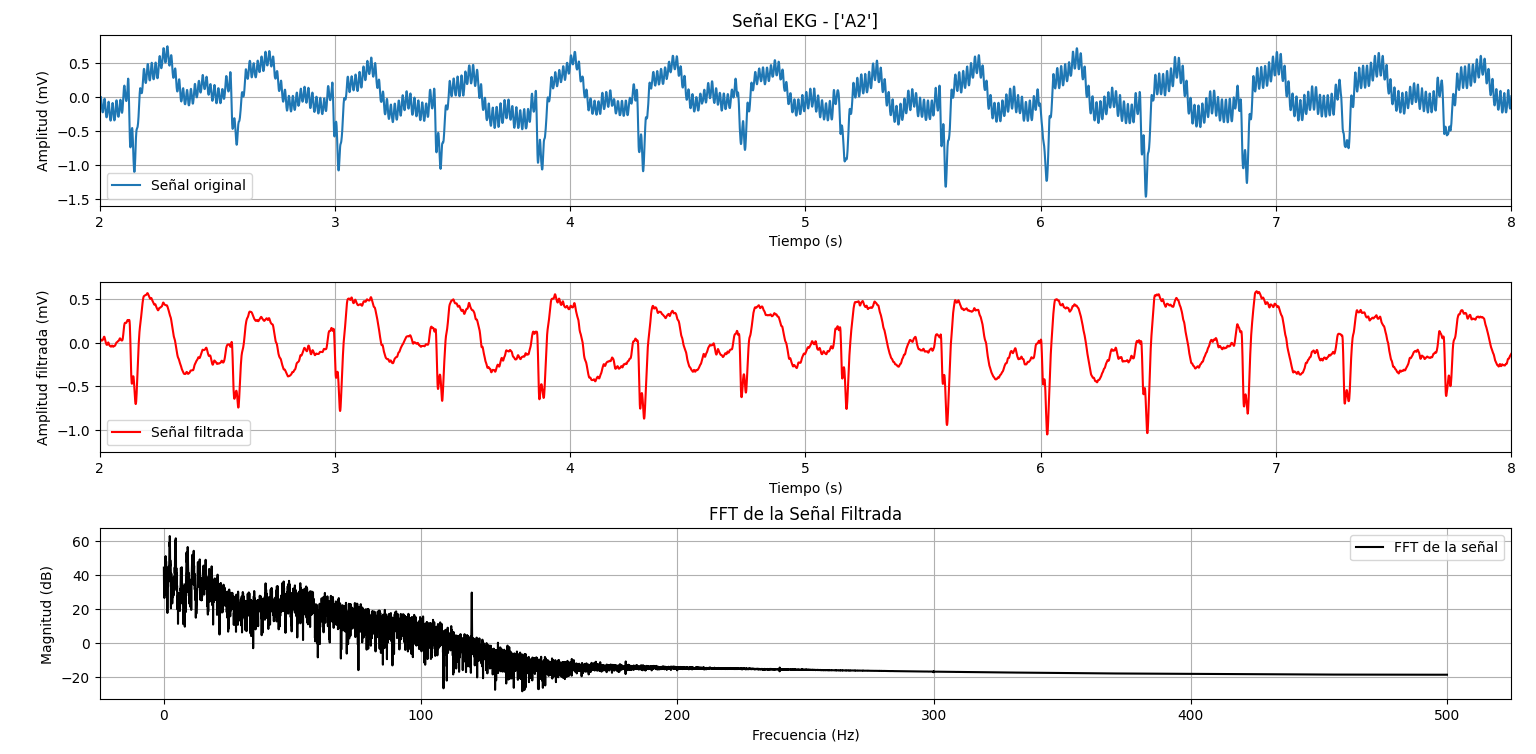 Señal EKG - ['A2']
Amplitud (mV)
0.5
0.0
−0.5
−1.0
−1.5
Señal original
2 3 4 5 6 7 8
Tiempo (s)
Amplitud filtrada (mV)
0.5
0.0
−0.5
−1.0
Señal filtrada
2 3 4 5 6 7 8
Tiempo (s)
FFT de la Señal Filtrada
Magnitud (dB)
60
40
20
0
−20
FFT de la señal
0 100 200 300 400 500
Frecuencia (Hz)